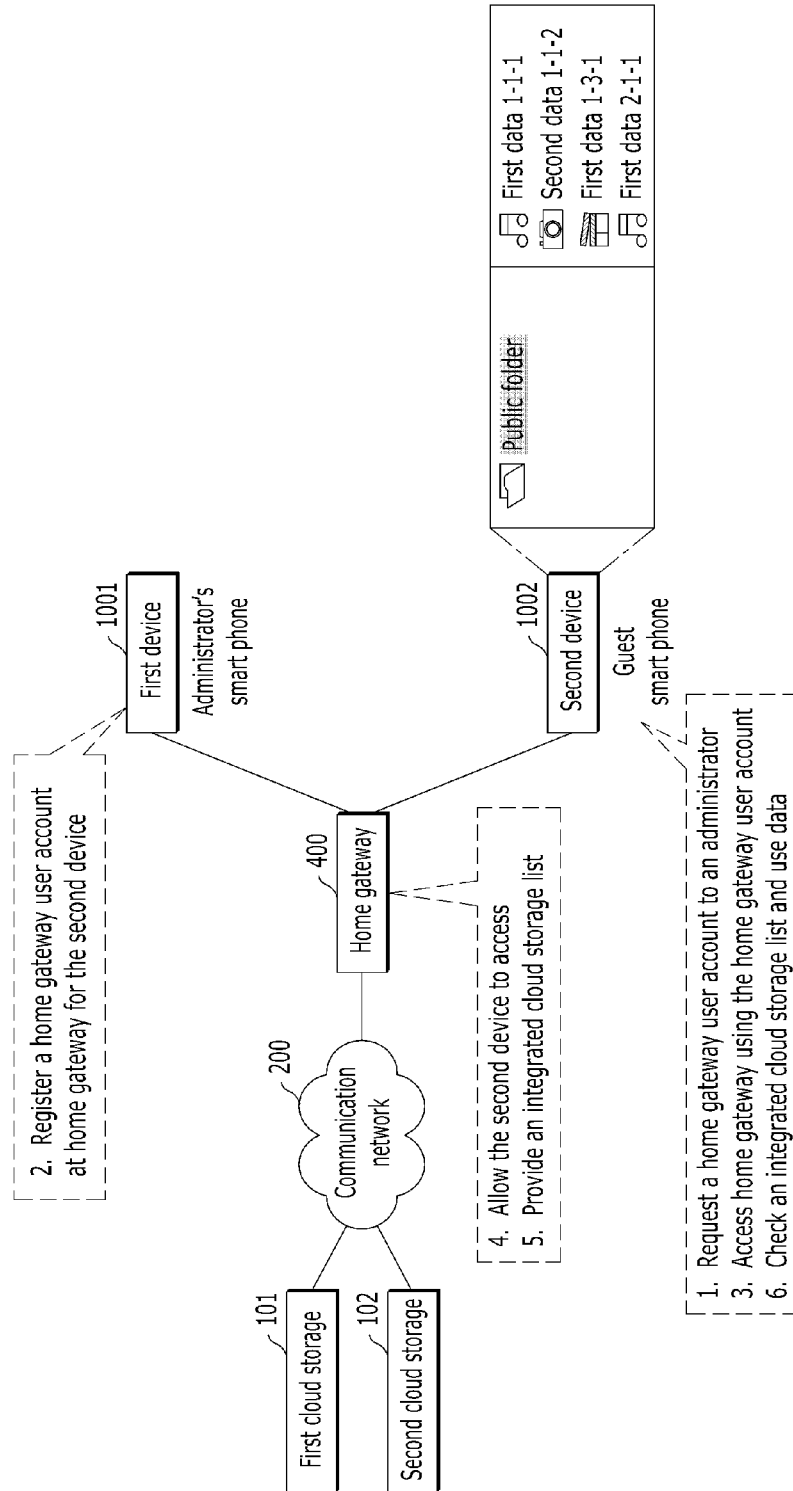 2. Register a home gateway user account
at home gateway for the second device
1001
First device
Administrator's
smart phone
101
First cloud storage
102
Second cloud storage
200
Communication
network
400
Home gateway
4. Allow the second device to access
5. Provide an integrated cloud storage list
1002
Second device
Guest
smart phone
Public folder
First data 1-1-1
Second data 1-1-2
First data 1-3-1
First data 2-1-1
1. Request a home gateway user account to an administrator
3. Access home gateway using the home gateway user account
6. Check an integrated cloud storage list and use data